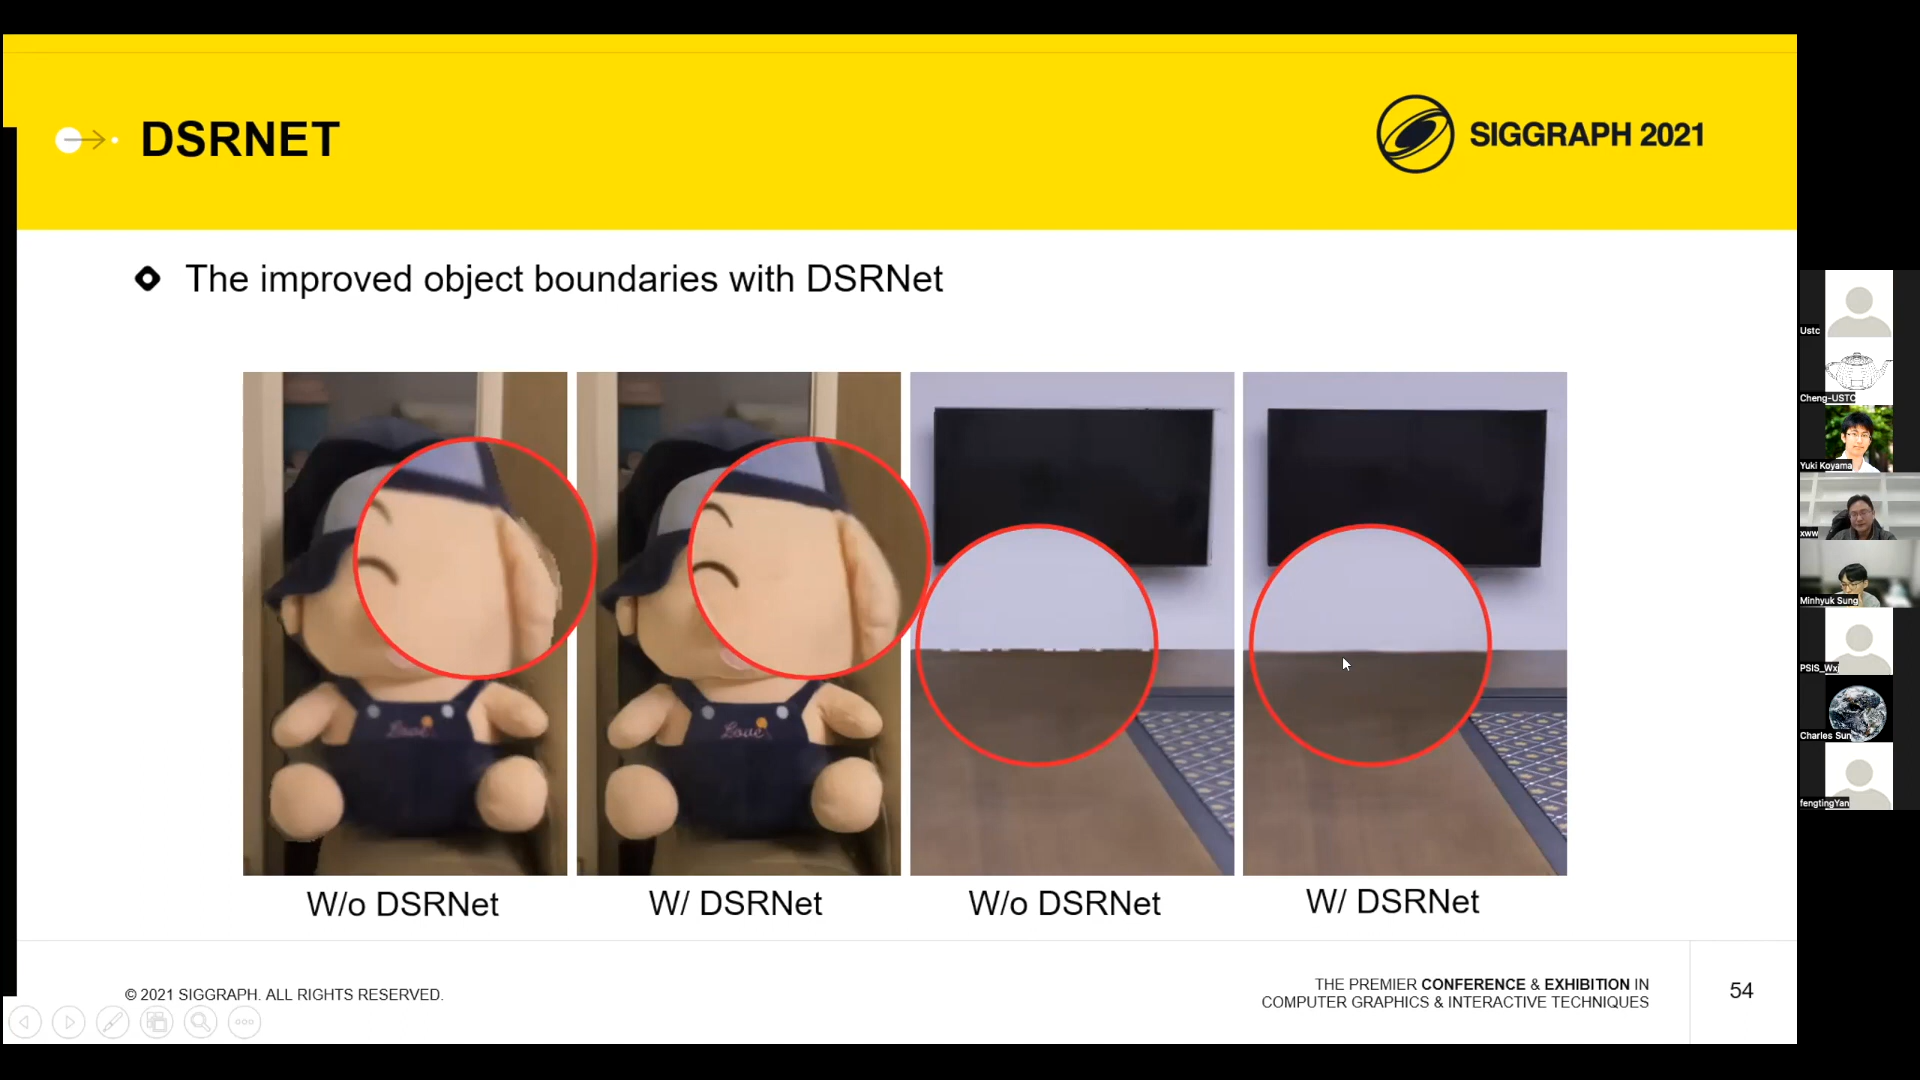 DSRNET
SIGGRAPH 2021
The improved object boundaries with DSRNet
Love
Love
W/o DSRNet
W/ DSRNet
W/o DSRNet
W/ DSRNet
© 2021 SIGGRAPH. ALL RIGHTS RESERVED.
THE PREMIER CONFERENCE & EXHIBITION IN
COMPUTER GRAPHICS & INTERACTIVE TECHNIQUES
54
Ustc
Cheng-USTC
Yuki Koyama
xww
Minhyuk Sung
PSIS_Wx
Charles Sun
fengtingYan